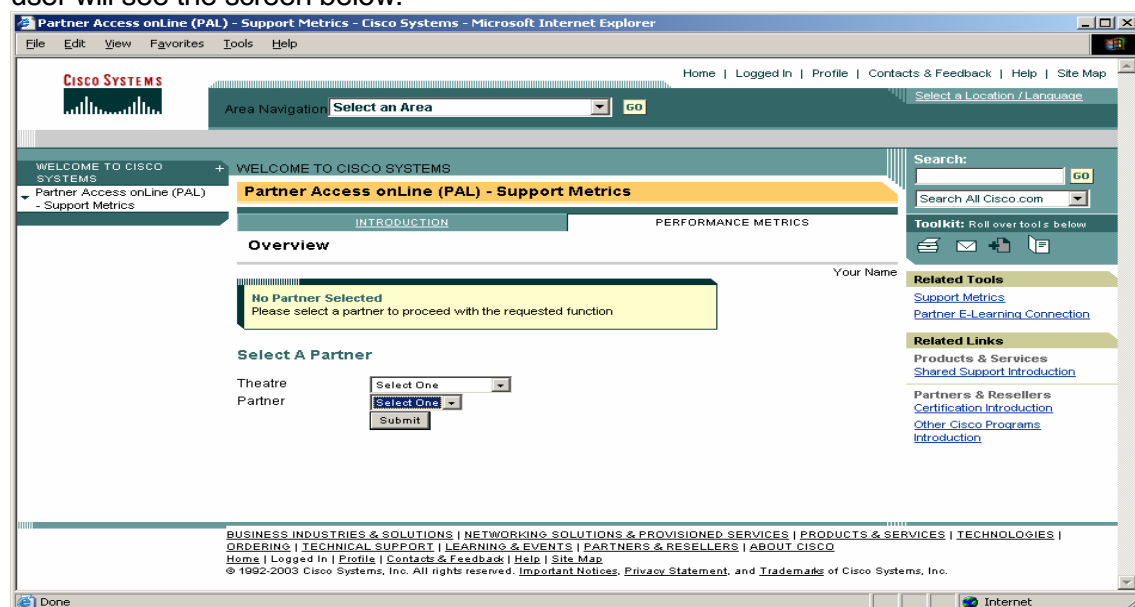 user will see the screen below.
Partner Access onLine (PAL) - Support Metrics - Cisco Systems - Microsoft Internet Explorer
File Edit View Favorites Tools Help
CISCO SYSTEMS
Home | Logged In | Profile | Contacts & Feedback | Help | Site Map
Select a Location / Language
Area Navigation Select an Area GO
WELCOME TO CISCO +
SYSTEMS
Partner Access onLine (PAL)
- Support Metrics
WELCOME TO CISCO SYSTEMS
Partner Access onLine (PAL) - Support Metrics
INTRODUCTION PERFORMANCE METRICS
Overview
Your Name
No Partner Selected
Please select a partner to proceed with the requested function
Select A Partner
Theatre Select One
Partner Select One
Submit
Search:
GO
Search All Cisco.com
Toolkit: Roll over tools below
Related Tools
Support Metrics
Partner E-Learning Connection
Related Links
Products & Services
Shared Support Introduction
Partners & Resellers
Certification Introduction
Other Cisco Programs
Introduction
BUSINESS INDUSTRIES & SOLUTIONS | NETWORKING SOLUTIONS & PROVISIONED SERVICES | PRODUCTS & SERVICES | TECHNOLOGIES |
ORDERING | TECHNICAL SUPPORT | LEARNING & EVENTS | PARTNERS & RESELLERS | ABOUT CISCO
Home | Logged In | Profile | Contacts & Feedback | Help | Site Map
© 1992-2003 Cisco Systems, Inc. All rights reserved. Important Notices, Privacy Statement, and Trademarks of Cisco Systems, Inc.
Done Internet